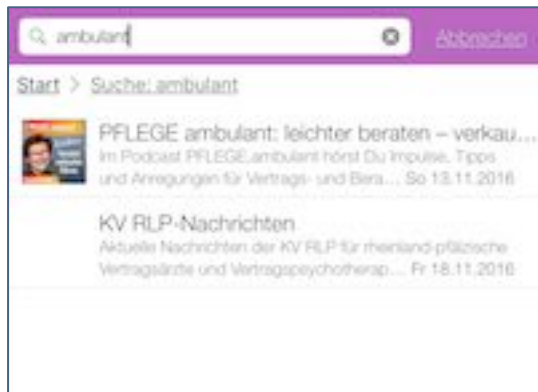 ambulant Abbrechen
Start > Suche: ambulant
PFLEGE ambulant: leichter beraten – verkau...
Im Podcast PFLEGE.ambulant hörst Du Impulse, Tipps
und Anregungen für Vertrags- und Bera... So 13.11.2016
KV RLP-Nachrichten
Aktuelle Nachrichten der KV RLP für rheinland-pfälzische
Vertragsärzte und Vertragspsychotherap... Fr 18.11.2016